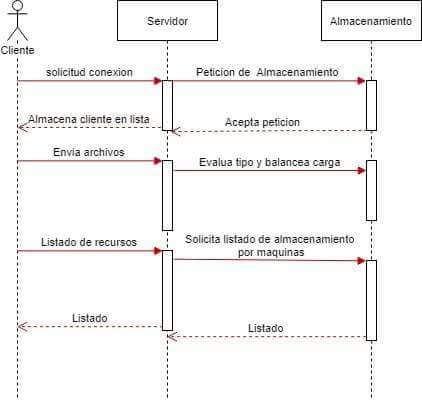 Servidor
Almacenamiento
Cliente
solicitud conexion
Peticion de Almacenamiento
Almacena cliente en lista
Acepta peticion
Envia archivos
Evalua tipo y balancea carga
Listado de recursos
Solicita listado de almacenamiento
por maquinas
Listado
Listado